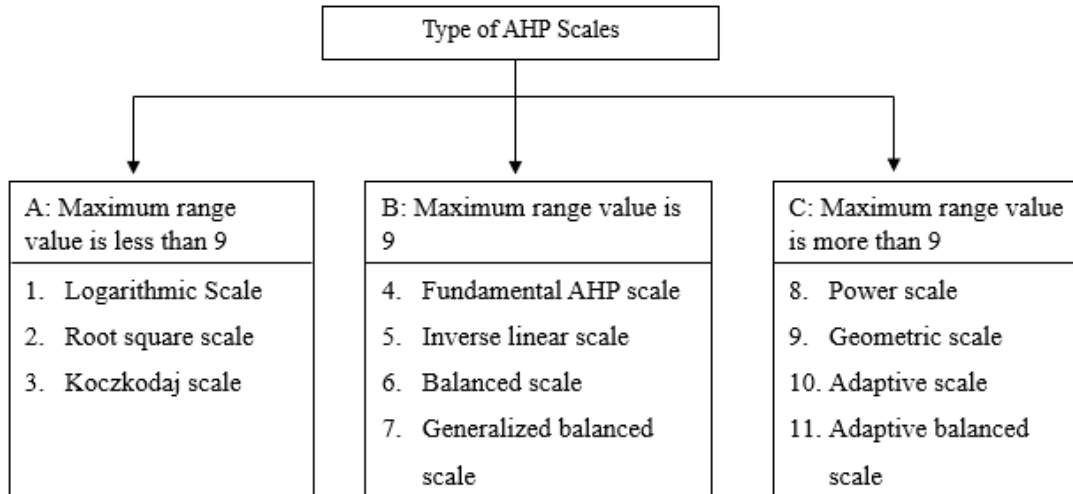 Type of AHP Scales
A: Maximum range
value is less than 9
1. Logarithmic Scale
2. Root square scale
3. Koczkodaj scale
B: Maximum range value is
9
4. Fundamental AHP scale
5. Inverse linear scale
6. Balanced scale
7. Generalized balanced
scale
C: Maximum range value
is more than 9
8. Power scale
9. Geometric scale
10. Adaptive scale
11. Adaptive balanced
scale